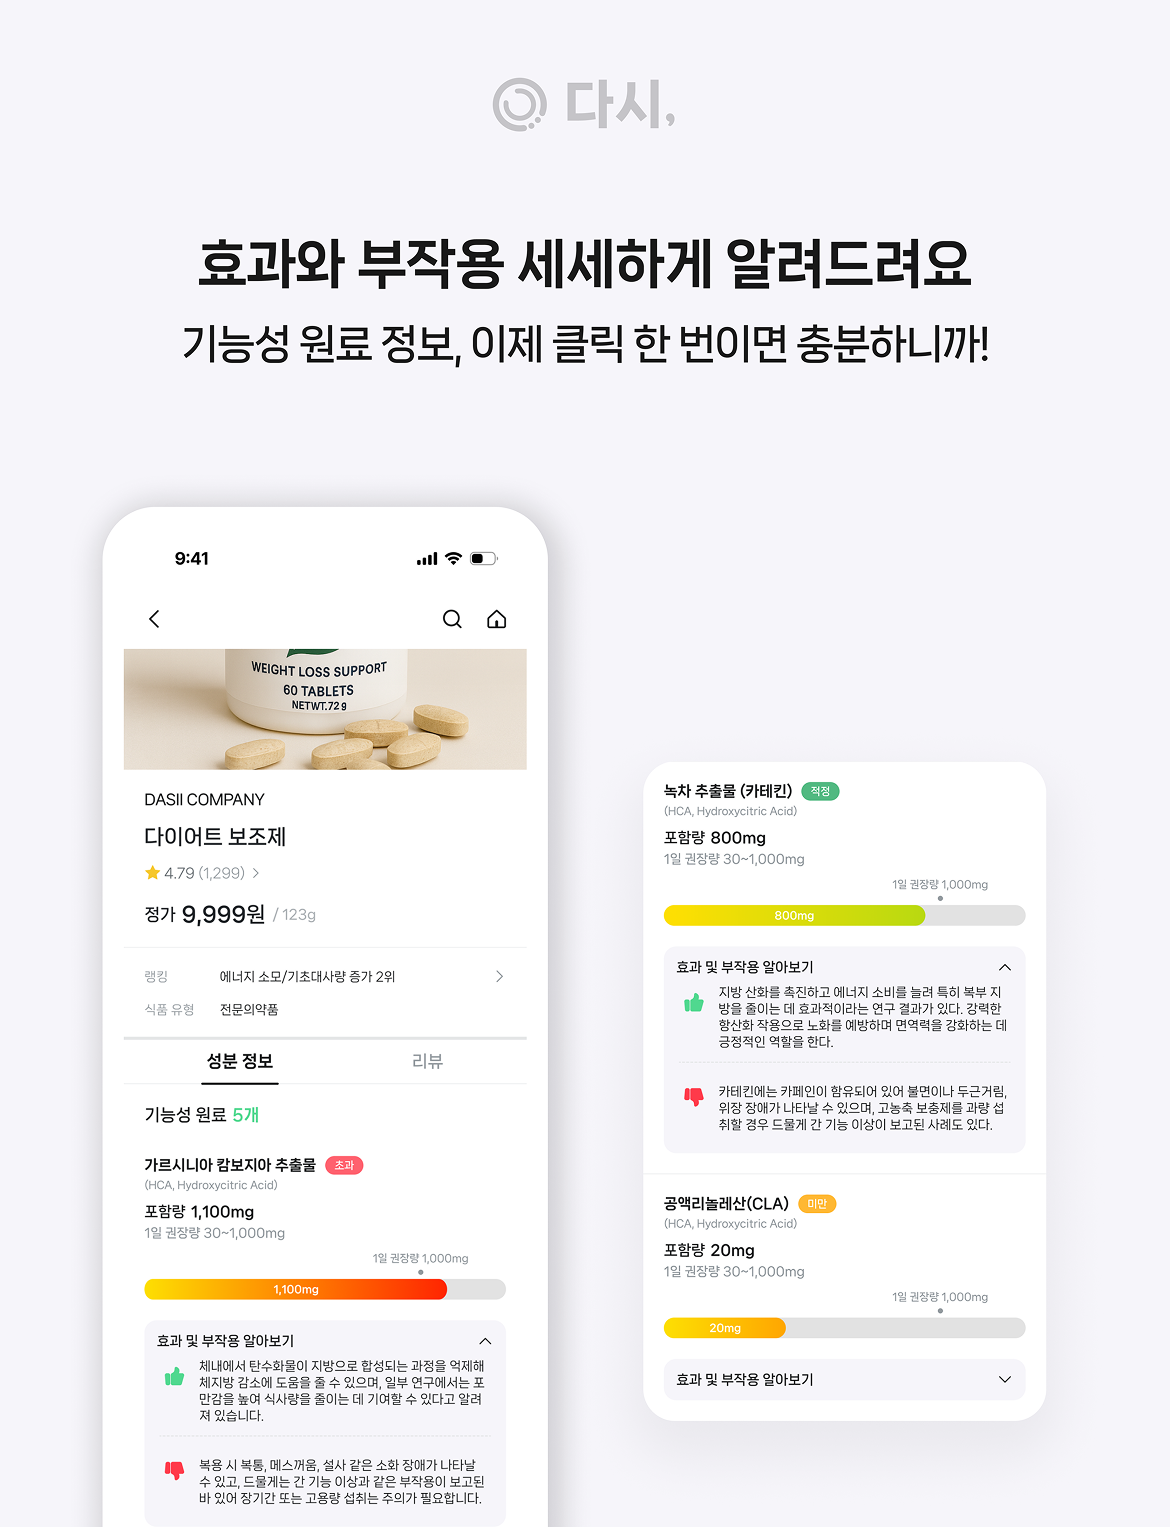 다시,
효과와 부작용 세세하게 알려드려요
기능성 원료 정보, 이제 클릭 한 번이면 충분하니까!
9:41
WEIGHT LOSS SUPPORT
60 TABLETS
NETWT.72 g
DASII COMPANY
다이어트 보조제
4.79 (1,299)
정가 9,999원 / 123g
랭킹 에너지 소모/기초대사량 증가 2위
식품 유형 전문의약품
성분 정보 리뷰
기능성 원료 5개
가르시니아 캄보지아 추출물 초과
(HCA, Hydroxycitric Acid)
포함량 1,100mg
1일 권장량 30~1,000mg
1일 권장량 1,000mg
1,100mg
효과 및 부작용 알아보기
체내에서 탄수화물이 지방으로 합성되는 과정을 억제해
체지방 감소에 도움을 줄 수 있으며, 일부 연구에서는 포
만감을 높여 식사량을 줄이는 데 기여할 수 있다고 알려
져 있습니다.
복용 시 복통, 메스꺼움, 설사 같은 소화 장애가 나타날
수 있고, 드물게는 간 기능 이상과 같은 부작용이 보고된
바 있어 장기간 또는 고용량 섭취는 주의가 필요합니다.
녹차 추출물 (카테킨) 적정
(HCA, Hydroxycitric Acid)
포함량 800mg
1일 권장량 30~1,000mg
1일 권장량 1,000mg
800mg
효과 및 부작용 알아보기
지방 산화를 촉진하고 에너지 소비를 늘려 특히 복부 지
방을 줄이는 데 효과적이라는 연구 결과가 있다. 강력한
항산화 작용으로 노화를 예방하며 면역력을 강화하는 데
긍정적인 역할을 한다.
카테킨에는 카페인이 함유되어 있어 불면이나 두근거림,
위장 장애가 나타날 수 있으며, 고농축 보충제를 과량 섭
취할 경우 드물게 간 기능 이상이 보고된 사례도 있다.
공액리놀레산(CLA) 미만
(HCA, Hydroxycitric Acid)
포함량 20mg
1일 권장량 30~1,000mg
1일 권장량 1,000mg
20mg
효과 및 부작용 알아보기